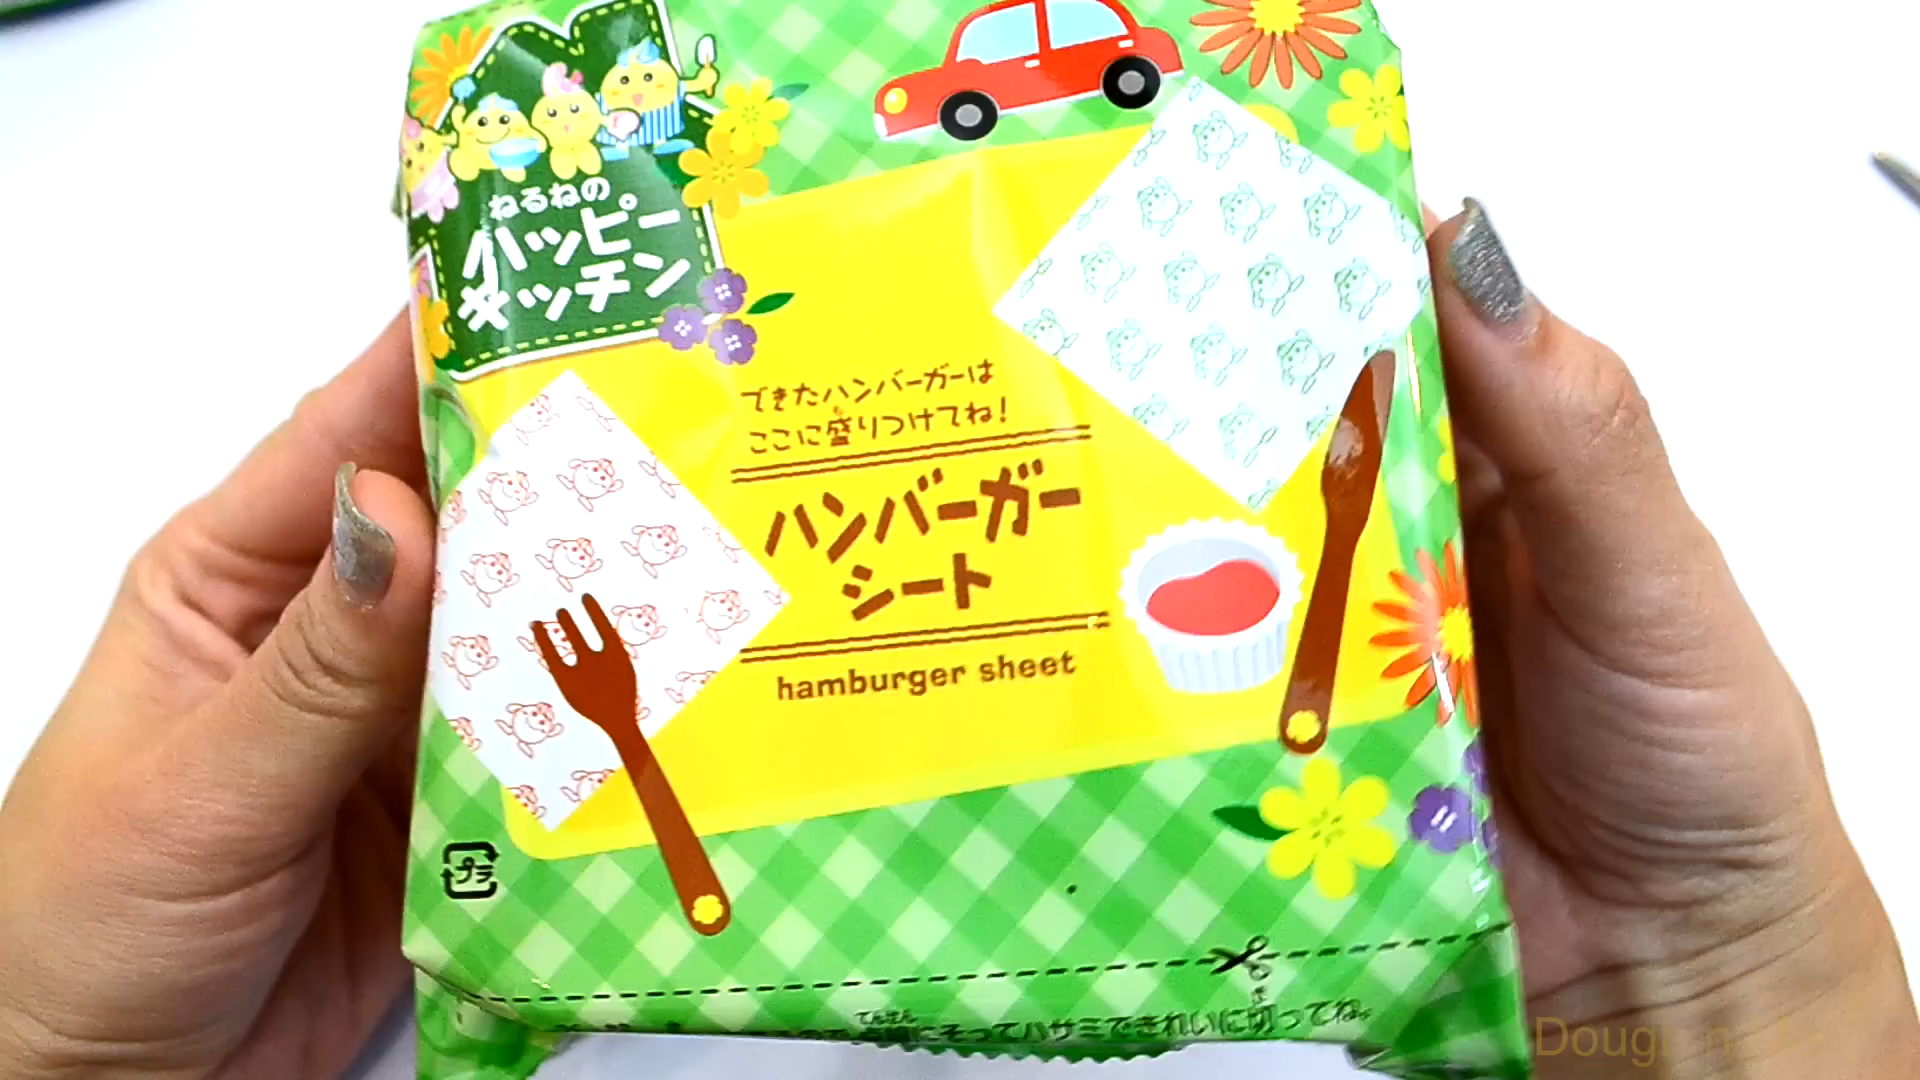 ねるねの
ハッピー
キッチン
できたハンバーガーは
ここに盛りつけてね!
ハンバーガー
シート
hamburger sheet
プラ
てんせん
にそってハサミできれいに切ってね。